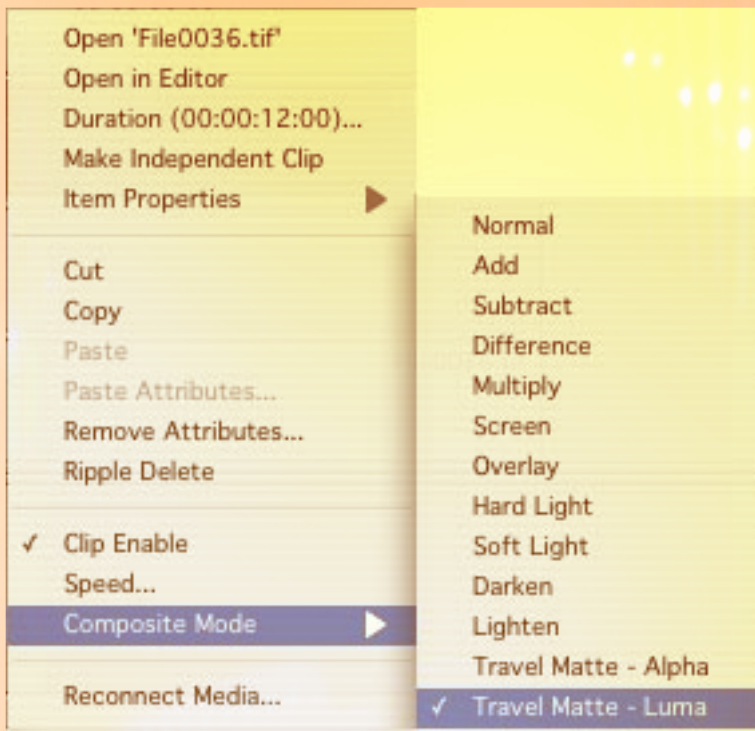 Open 'File0036.tif'
Open in Editor
Duration (00:00:12:00)...
Make Independent Clip
Item Properties
Cut
Copy
Paste
Paste Attributes...
Remove Attributes...
Ripple Delete
✓ Clip Enable
Speed...
Composite Mode
Reconnect Media...
Normal
Add
Subtract
Difference
Multiply
Screen
Overlay
Hard Light
Soft Light
Darken
Lighten
Travel Matte - Alpha
✓ Travel Matte - Luma